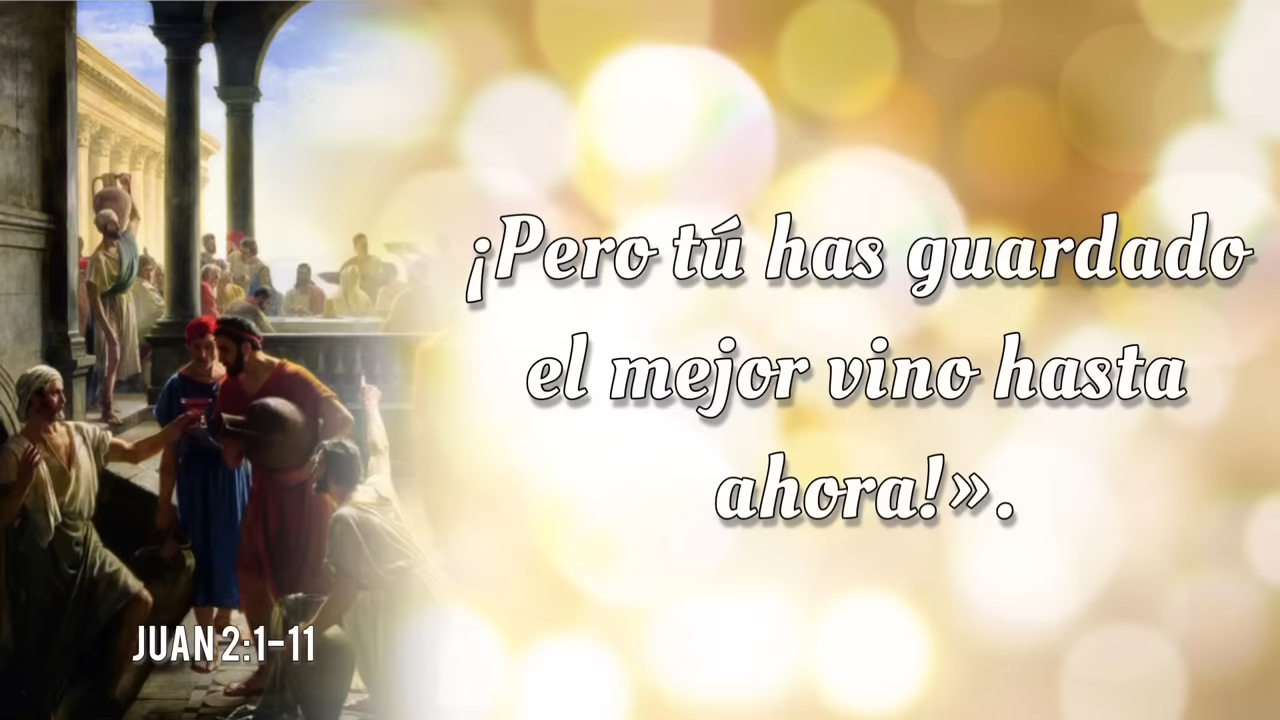 ¡Pero tú has guardado
el mejor vino hasta
ahora!».
JUAN 2:1-11